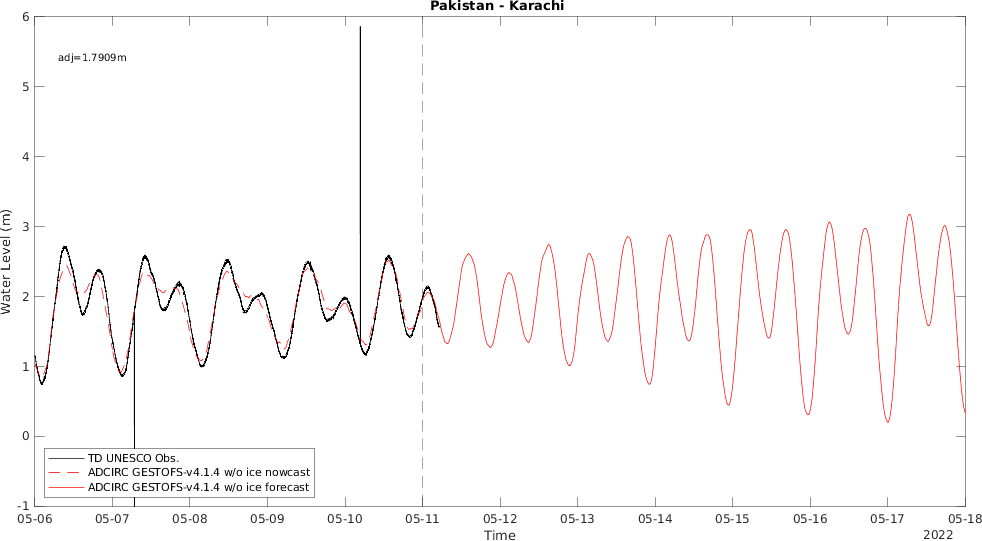 Pakistan - Karachi
6
adj=1.7909m
5
4
3
2
1
0
-1
Water Level (m)
TD UNESCO Obs.
ADCIRC GESTOFS-v4.1.4 w/o ice nowcast
ADCIRC GESTOFS-v4.1.4 w/o ice forecast
05-06 05-07 05-08 05-09 05-10 05-11 05-12 05-13 05-14 05-15 05-16 05-17 05-18
Time
2022